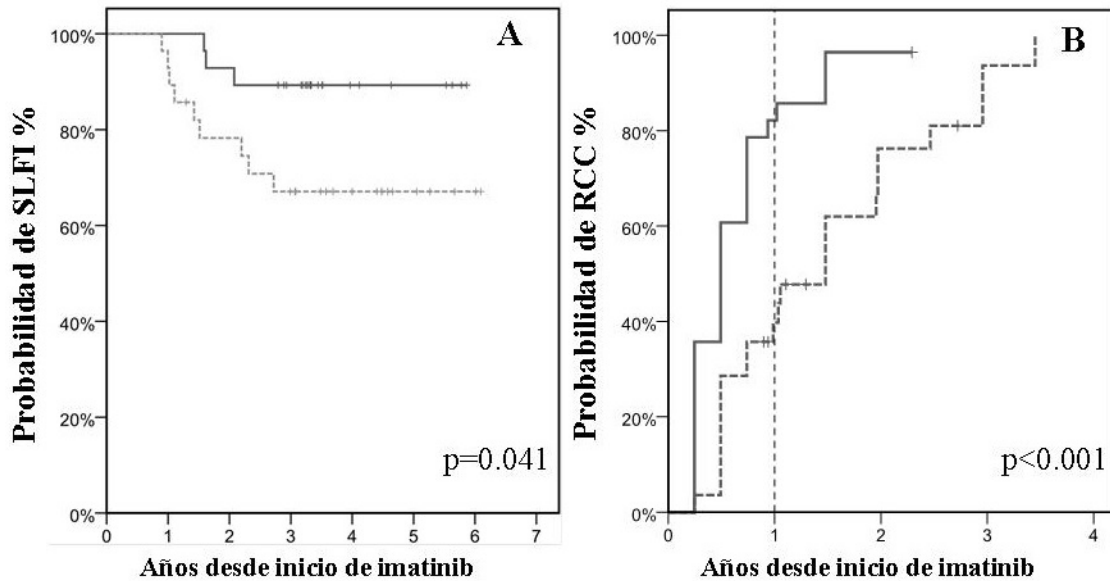 A
Probabilidad de SLFI %
100%
80%
60%
40%
20%
0%
p=0.041
0 1 2 3 4 5 6 7
Años desde inicio de imatinib
B
Probabilidad de RCC %
100%
80%
60%
40%
20%
0%
p<0.001
0 1 2 3 4
Años desde inicio de imatinib